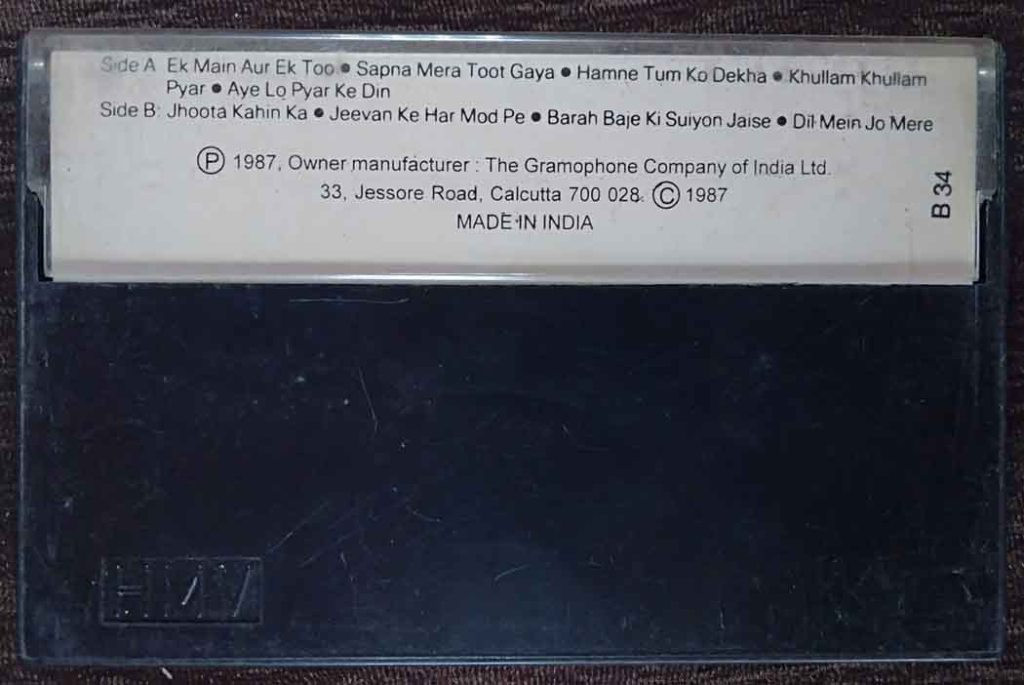 Side A Ek Main Aur Ek Too ● Sapna Mera Toot Gaya ● Hamne Tum Ko Dekha ● Khullam Khullam
Pyar ● Aye Lo Pyar Ke Din
Side B: Jhoota Kahin Ka ● Jeevan Ke Har Mod Pe ● Barah Baje Ki Suiyon Jaise ● Dil Mein Jo Mere
Ⓟ 1987, Owner manufacturer : The Gramophone Company of India Ltd.
33, Jessore Road, Calcutta 700 028. © 1987
MADE IN INDIA
B 34
HMV